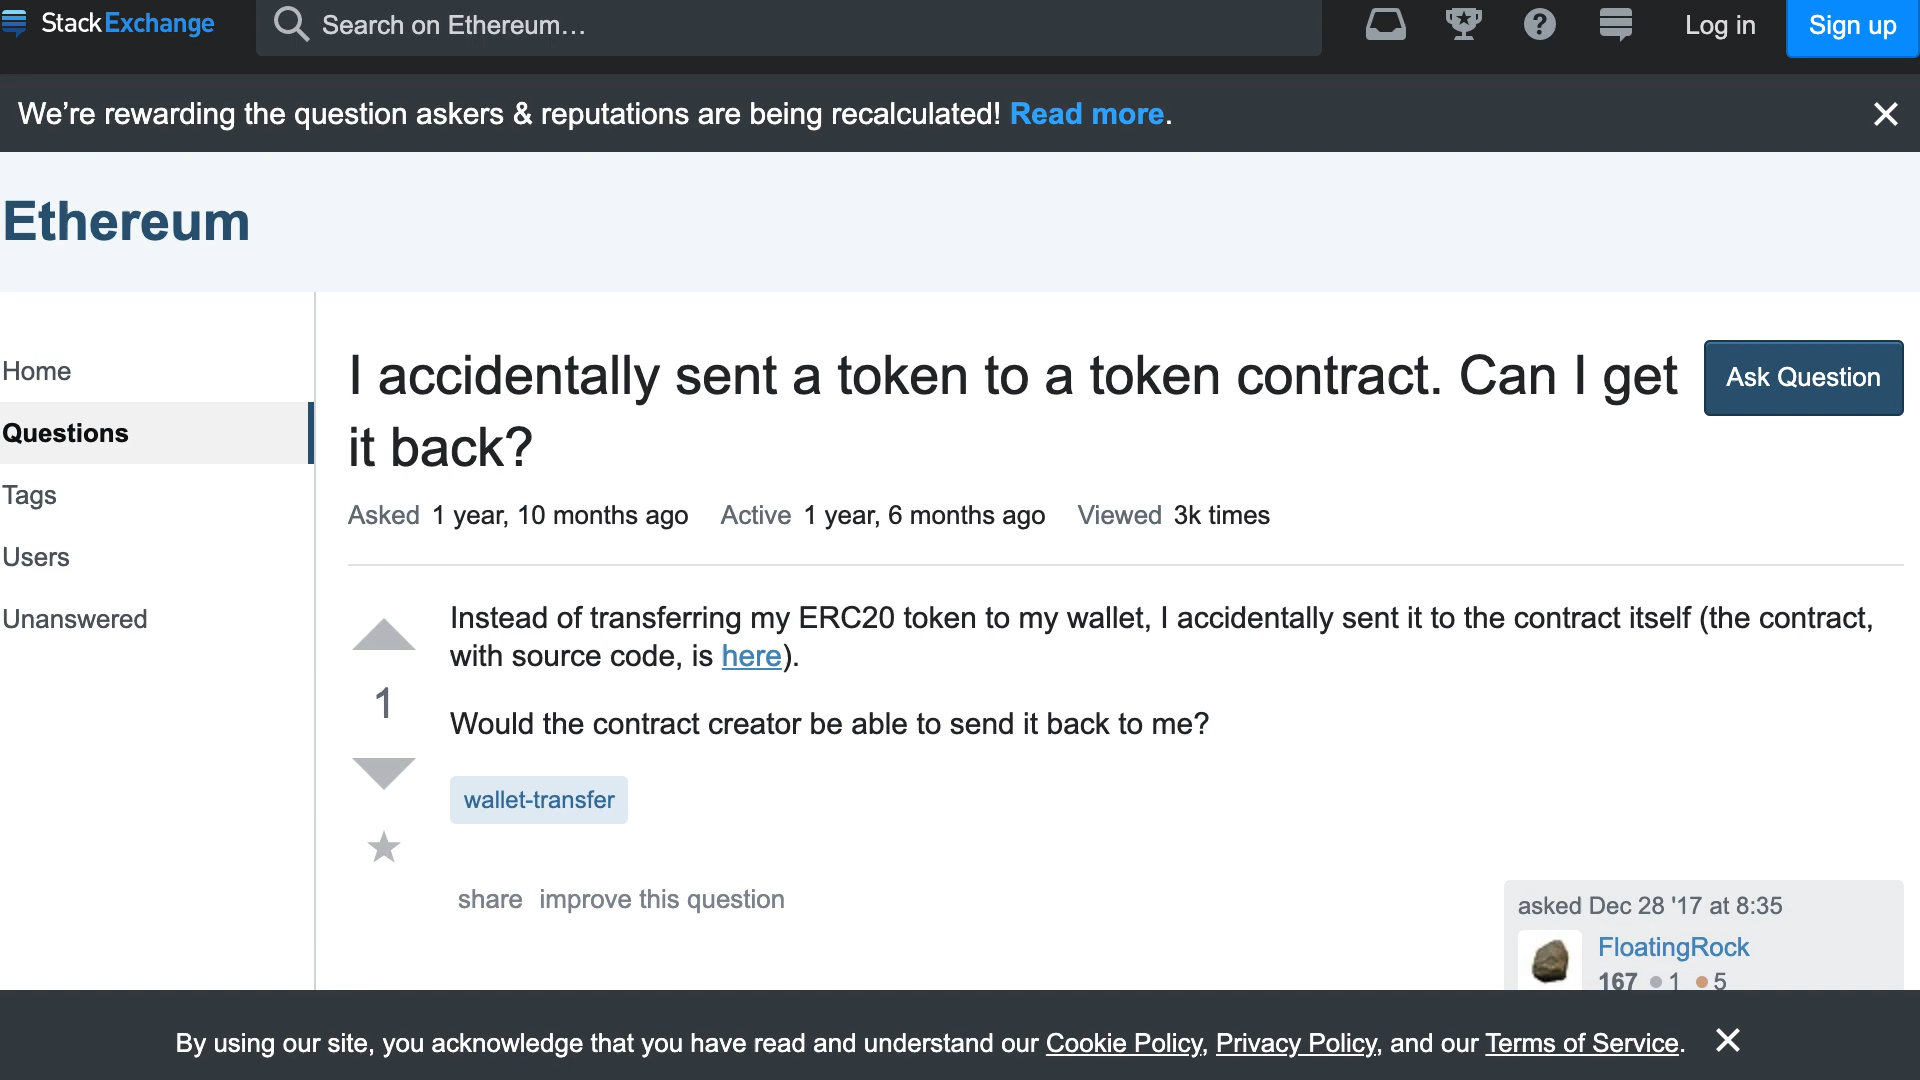 StackExchange Search on Ethereum… Log in Sign up
We're rewarding the question askers & reputations are being recalculated! Read more.
Ethereum
Home
Questions
Tags
Users
Unanswered
I accidentally sent a token to a token contract. Can I get
it back?
Ask Question
Asked 1 year, 10 months ago Active 1 year, 6 months ago Viewed 3k times
Instead of transferring my ERC20 token to my wallet, I accidentally sent it to the contract itself (the contract,
with source code, is here).
1
Would the contract creator be able to send it back to me?
wallet-transfer
share improve this question
asked Dec 28 '17 at 8:35
FloatingRock
167 ●1 ●5
By using our site, you acknowledge that you have read and understand our Cookie Policy, Privacy Policy, and our Terms of Service.